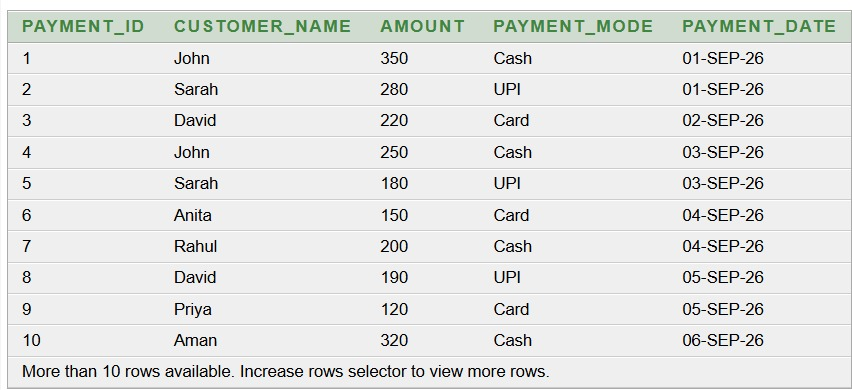 PAYMENT_ID CUSTOMER_NAME AMOUNT PAYMENT_MODE PAYMENT_DATE
1 John 350 Cash 01-SEP-26
2 Sarah 280 UPI 01-SEP-26
3 David 220 Card 02-SEP-26
4 John 250 Cash 03-SEP-26
5 Sarah 180 UPI 03-SEP-26
6 Anita 150 Card 04-SEP-26
7 Rahul 200 Cash 04-SEP-26
8 David 190 UPI 05-SEP-26
9 Priya 120 Card 05-SEP-26
10 Aman 320 Cash 06-SEP-26
More than 10 rows available. Increase rows selector to view more rows.